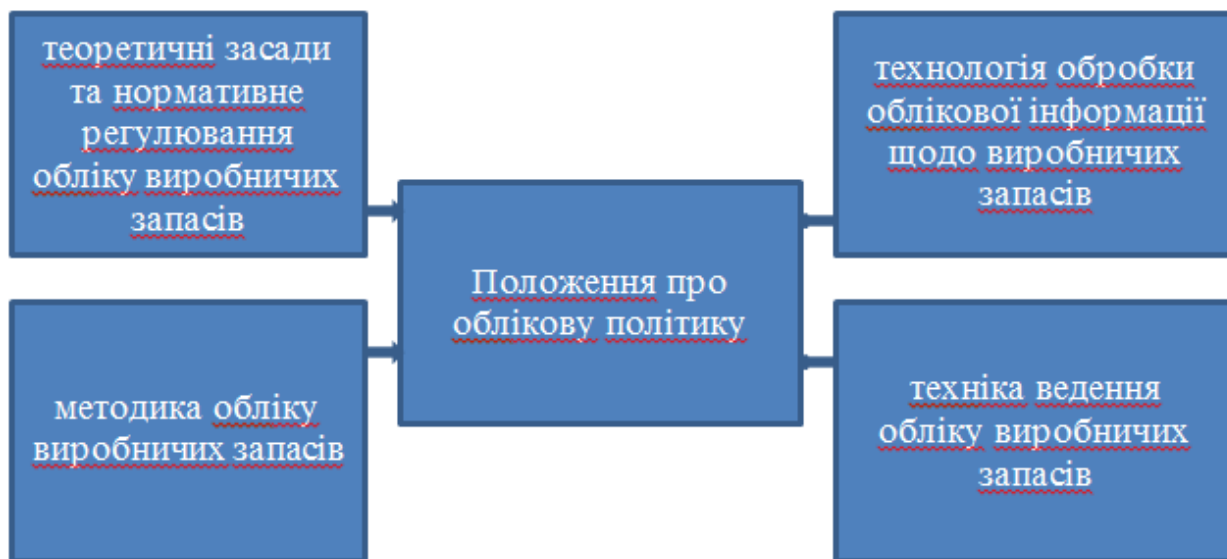 теоретичні засади
та нормативне
регулювання
обліку виробничих
запасів
технологія обробки
облікової інформації
щодо виробничих
запасів
Положення про
облікову політику
методика обліку
виробничих запасів
техніка ведення
обліку виробничих
запасів